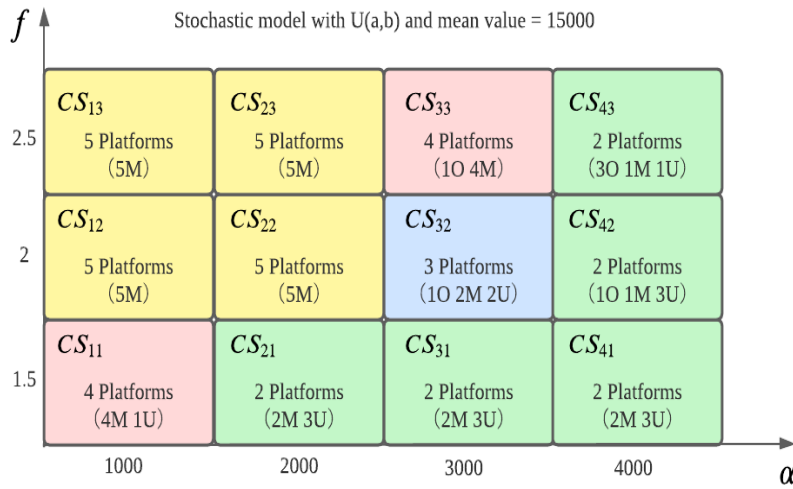 f
Stochastic model with U(a,b) and mean value = 15000
CS13 CS23 CS33 CS43
2.5
5 Platforms 5 Platforms 4 Platforms 2 Platforms
(5M) (5M) (1O 4M) (3O 1M 1U)
CS12 CS22 CS32 CS42
2
5 Platforms 5 Platforms 3 Platforms 2 Platforms
(5M) (5M) (1O 2M 2U) (1O 1M 3U)
CS11 CS21 CS31 CS41
1.5
4 Platforms 2 Platforms 2 Platforms 2 Platforms
(4M 1U) (2M 3U) (2M 3U) (2M 3U)
1000 2000 3000 4000
α